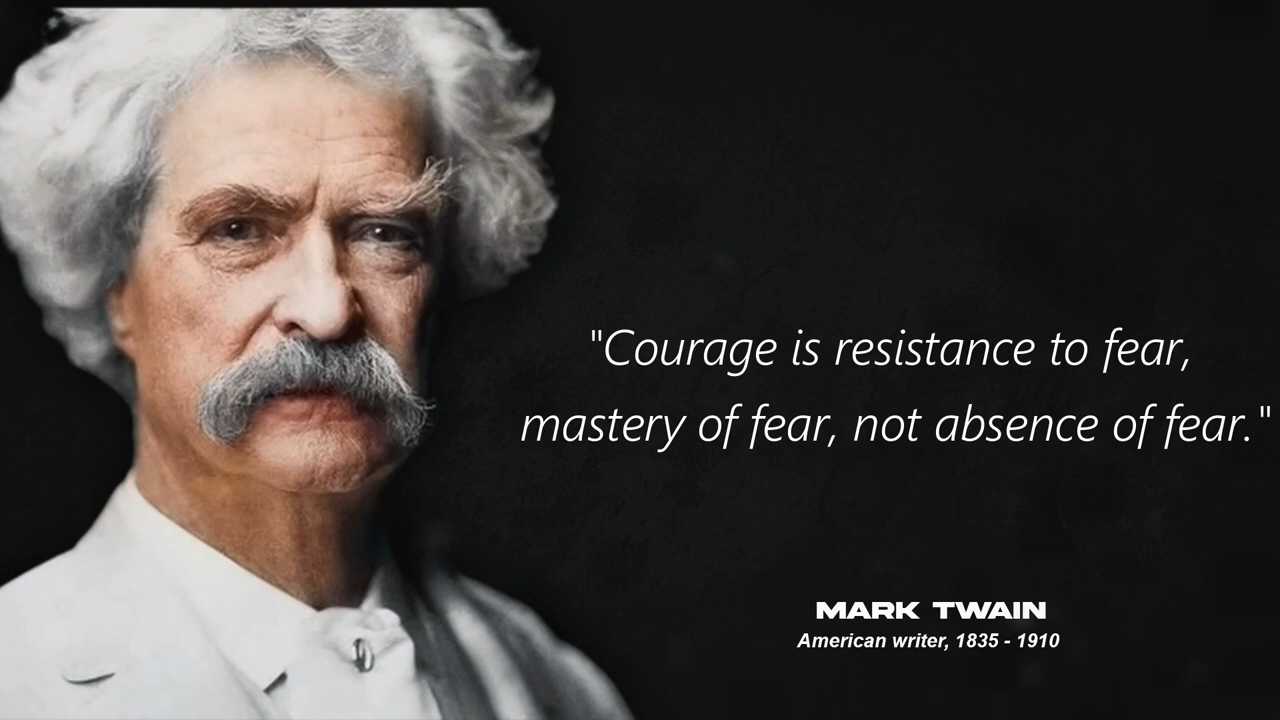 "Courage is resistance to fear,
mastery of fear, not absence of fear."
MARK TWAIN
American writer, 1835 - 1910